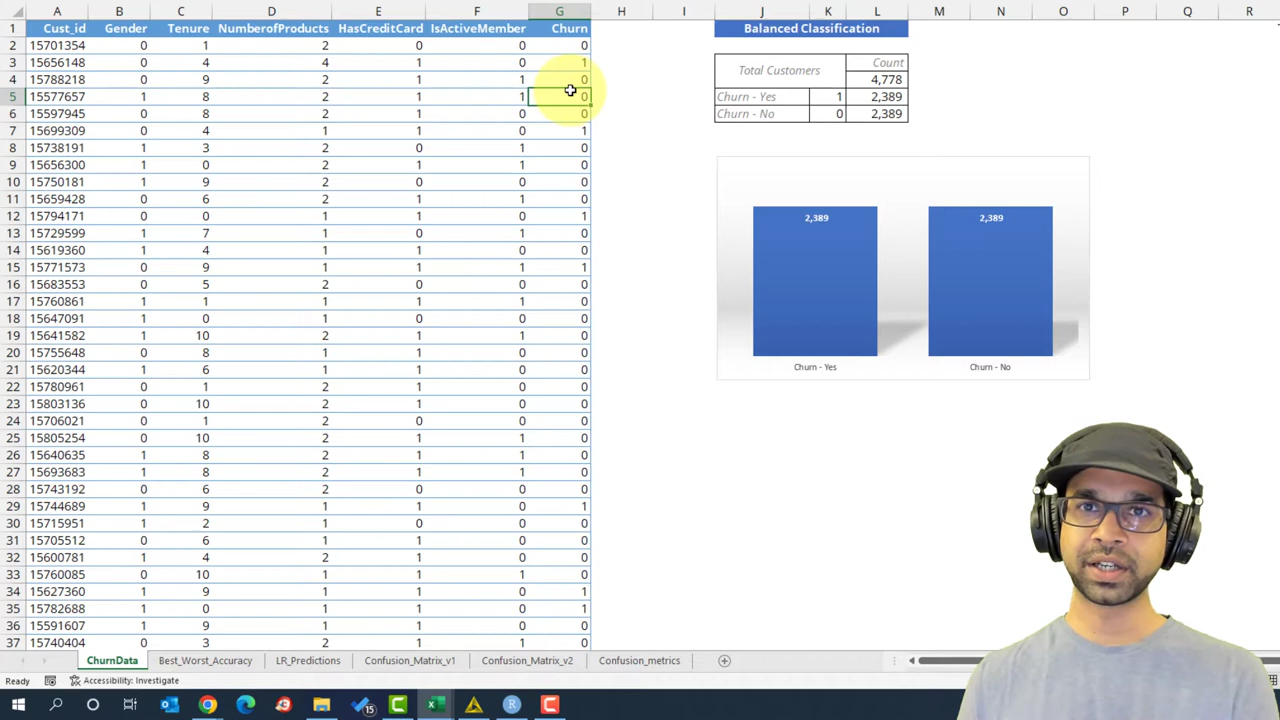 A B C D E F G H I J K L M N O P Q R
1 Cust_id Gender Tenure NumberofProducts HasCreditCard IsActiveMember Churn
2 15701354 0 1 2 0 0 0
3 15656148 0 4 4 1 0 1
4 15788218 0 9 2 1 1 0
5 15577657 1 8 2 1 1 0
6 15597945 0 8 2 1 0 0
7 15699309 0 4 1 1 0 1
8 15738191 1 3 2 0 1 0
9 15656300 1 0 2 1 1 0
10 15750181 1 9 2 0 0 0
11 15659428 0 6 2 1 1 0
12 15794171 0 0 1 1 0 1
13 15729599 1 7 1 0 1 0
14 15619360 1 4 1 1 0 0
15 15771573 0 9 1 1 1 1
16 15683553 0 5 2 0 0 0
17 15760861 1 1 1 1 1 0
18 15647091 1 0 1 0 0 0
19 15641582 1 10 2 1 1 0
20 15755648 0 8 1 1 0 0
21 15620344 1 6 1 1 0 0
22 15780961 0 1 2 1 0 0
23 15803136 0 10 2 1 0 0
24 15706021 0 1 2 0 0 0
25 15805254 0 10 2 1 1 0
26 15640635 1 8 2 1 1 0
27 15693683 1 8 2 1 1 0
28 15743192 0 6 2 0 0 0
29 15744689 1 9 1 1 0 1
30 15715951 1 2 1 0 0 0
31 15705512 0 6 1 1 0 0
32 15600781 1 4 2 1 0 0
33 15760085 0 10 1 1 1 0
34 15627360 1 9 1 1 0 1
35 15782688 1 0 1 1 0 1
36 15591607 1 9 1 1 0 0
37 15740404 0 3 2 1 1 0
Balanced Classification
Total Customers Count
4,778
Churn - Yes 1 2,389
Churn - No 0 2,389
2,389 2,389
Churn - Yes Churn - No
ChurnData Best_Worst_Accuracy LR_Predictions Confusion_Matrix_v1 Confusion_Matrix_v2 Confusion_metrics
Ready Accessibility: Investigate
15
R